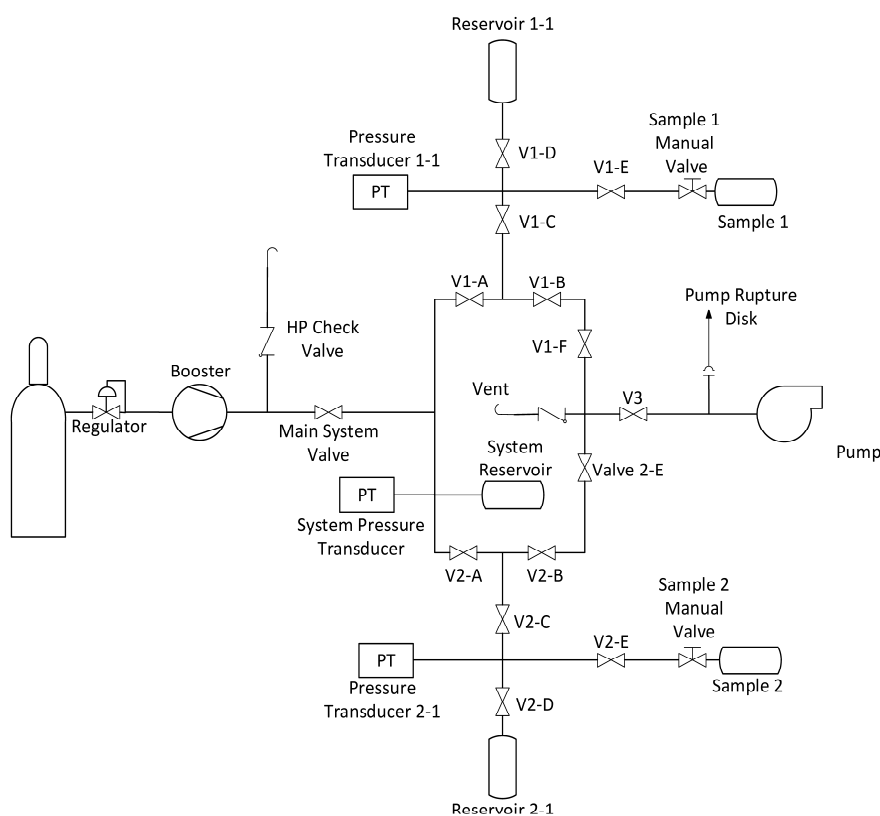 Reservoir 1-1
Sample 1
Manual
Valve
Pressure
Transducer 1-1
V1-D
V1-E
PT
Sample 1
V1-C
V1-A
V1-B
Pump Rupture
Disk
HP Check
Valve
V1-F
Booster
Vent
V3
Regulator
Main System
Valve
System
Reservoir
Valve 2-E
Pump
PT
System Pressure
Transducer
V2-A
V2-B
Sample 2
Manual
Valve
V2-C
V2-E
PT
Pressure
Transducer 2-1
Sample 2
V2-D
Reservoir 2-1